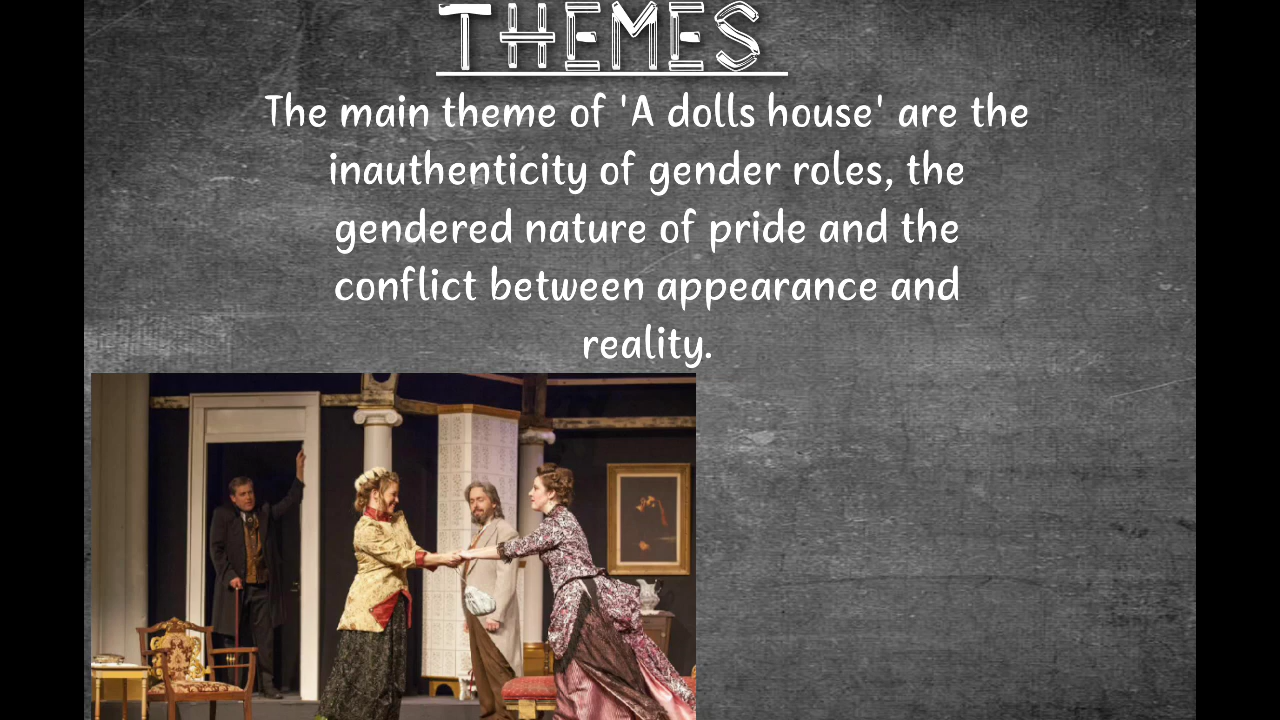 THEMES
The main theme of 'A dolls house' are the
inauthenticity of gender roles, the
gendered nature of pride and the
conflict between appearance and
reality.